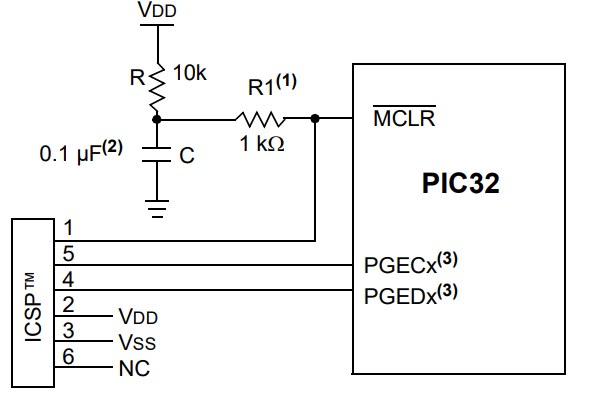 VDD
R 10k
R1(1)
1 kΩ
0.1 µF(2) C
MCLR
PIC32
ICSP™
1
5
4
2 VDD
3 VSS
6 NC
PGECx(3)
PGEDx(3)